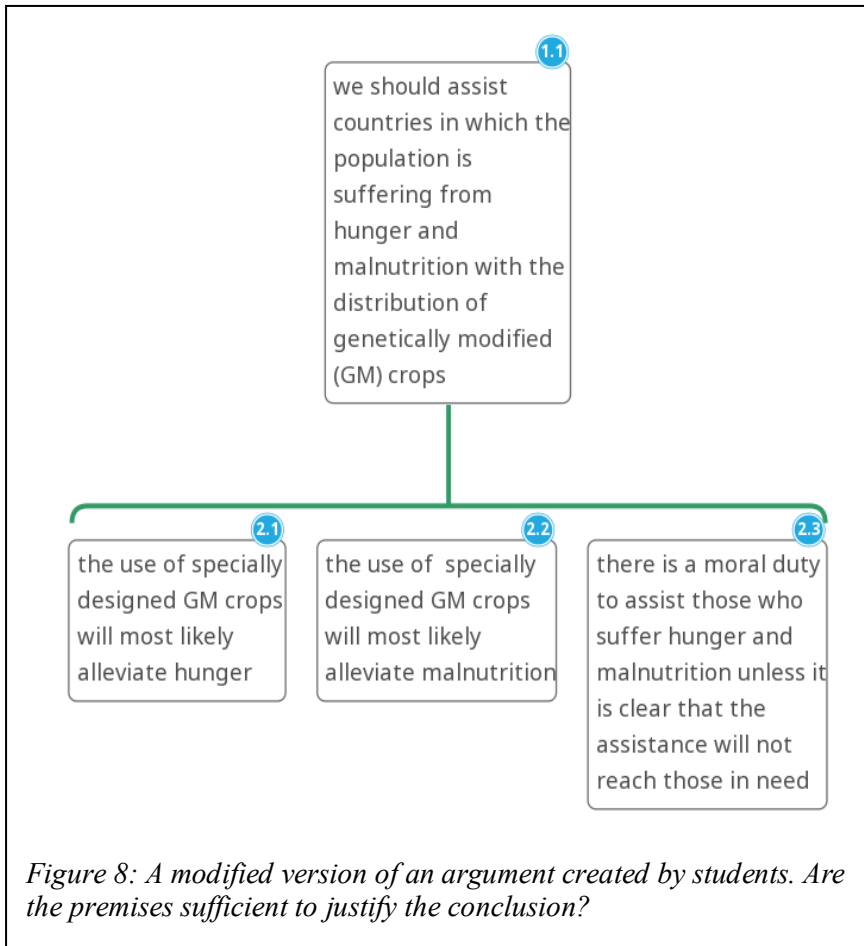 1.1
we should assist
countries in which the
population is
suffering from
hunger and
malnutrition with the
distribution of
genetically modified
(GM) crops
2.1
the use of specially
designed GM crops
will most likely
alleviate hunger
2.2
the use of specially
designed GM crops
will most likely
alleviate malnutrition
2.3
there is a moral duty
to assist those who
suffer hunger and
malnutrition unless it
is clear that the
assistance will not
reach those in need
Figure 8: A modified version of an argument created by students. Are
the premises sufficient to justify the conclusion?